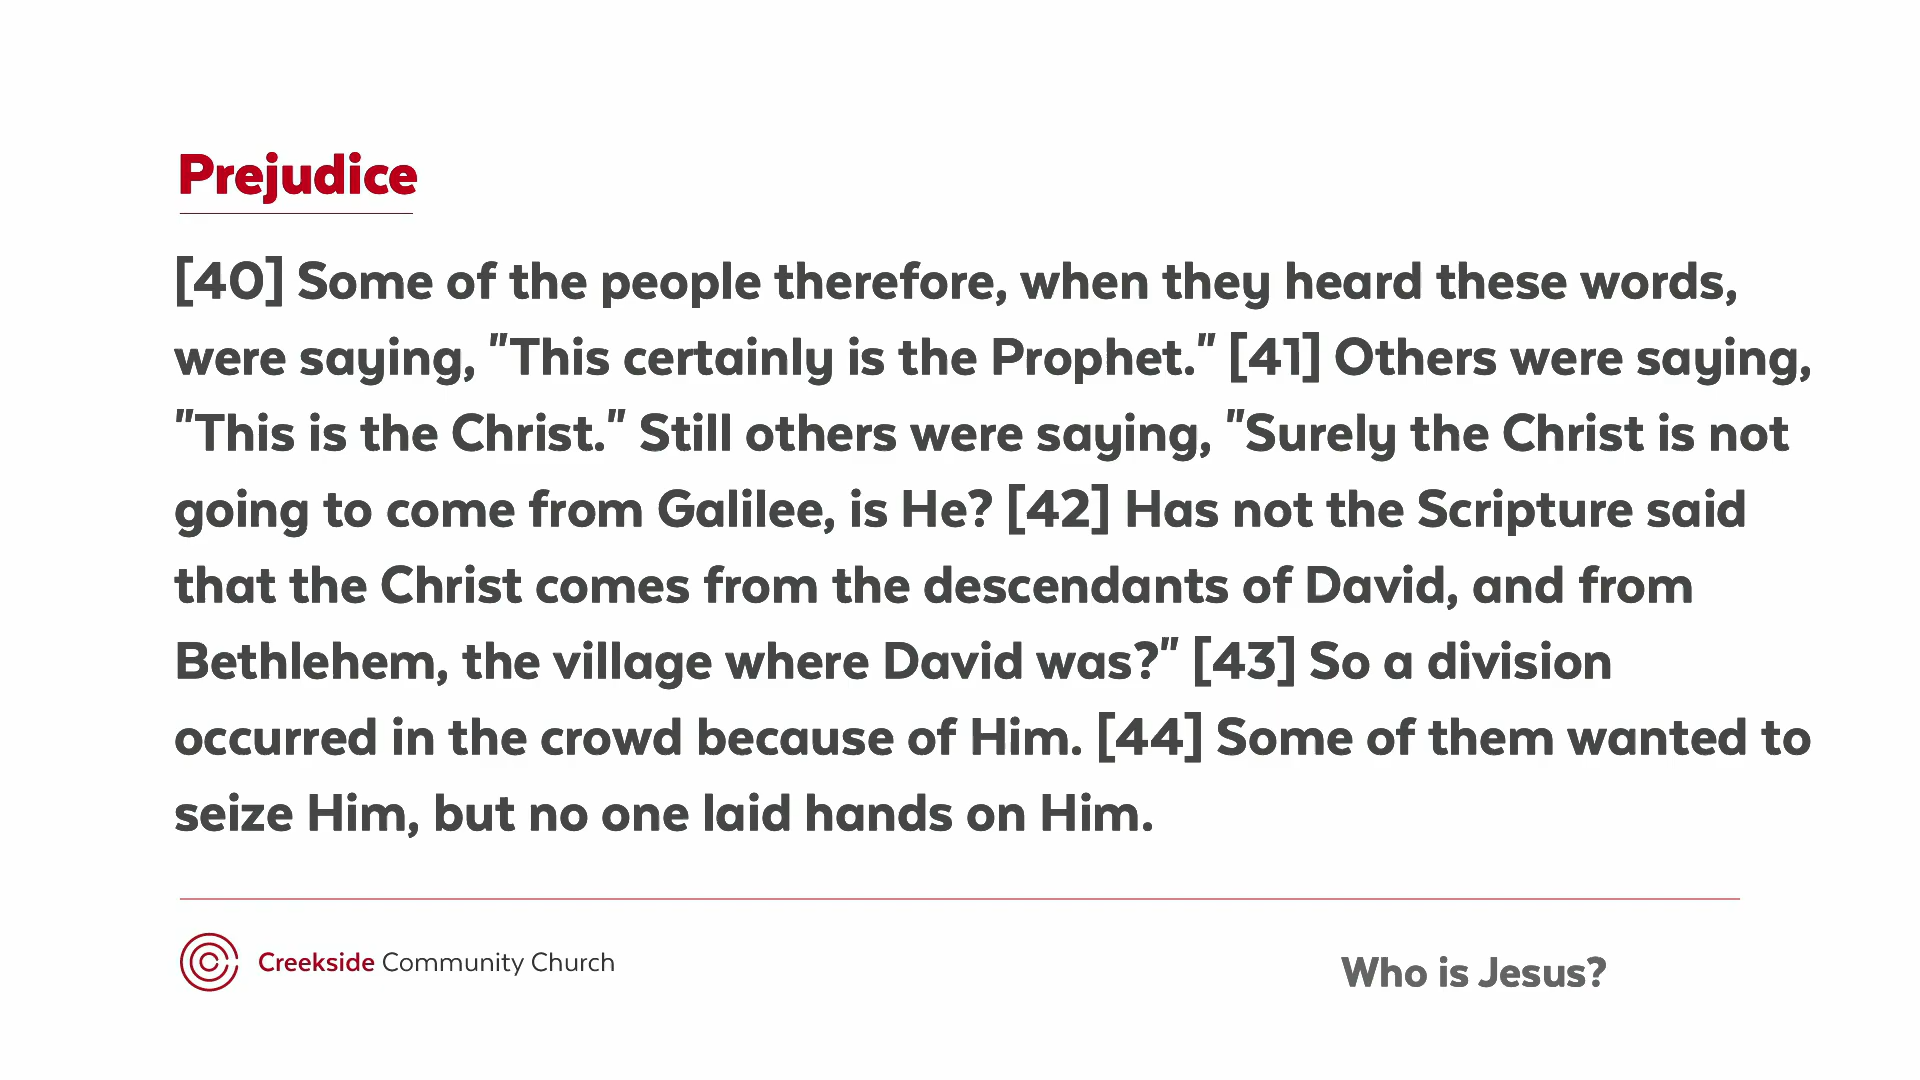 Prejudice
[40] Some of the people therefore, when they heard these words,
were saying, "This certainly is the Prophet." [41] Others were saying,
"This is the Christ." Still others were saying, "Surely the Christ is not
going to come from Galilee, is He? [42] Has not the Scripture said
that the Christ comes from the descendants of David, and from
Bethlehem, the village where David was?" [43] So a division
occurred in the crowd because of Him. [44] Some of them wanted to
seize Him, but no one laid hands on Him.
Creekside Community Church
Who is Jesus?